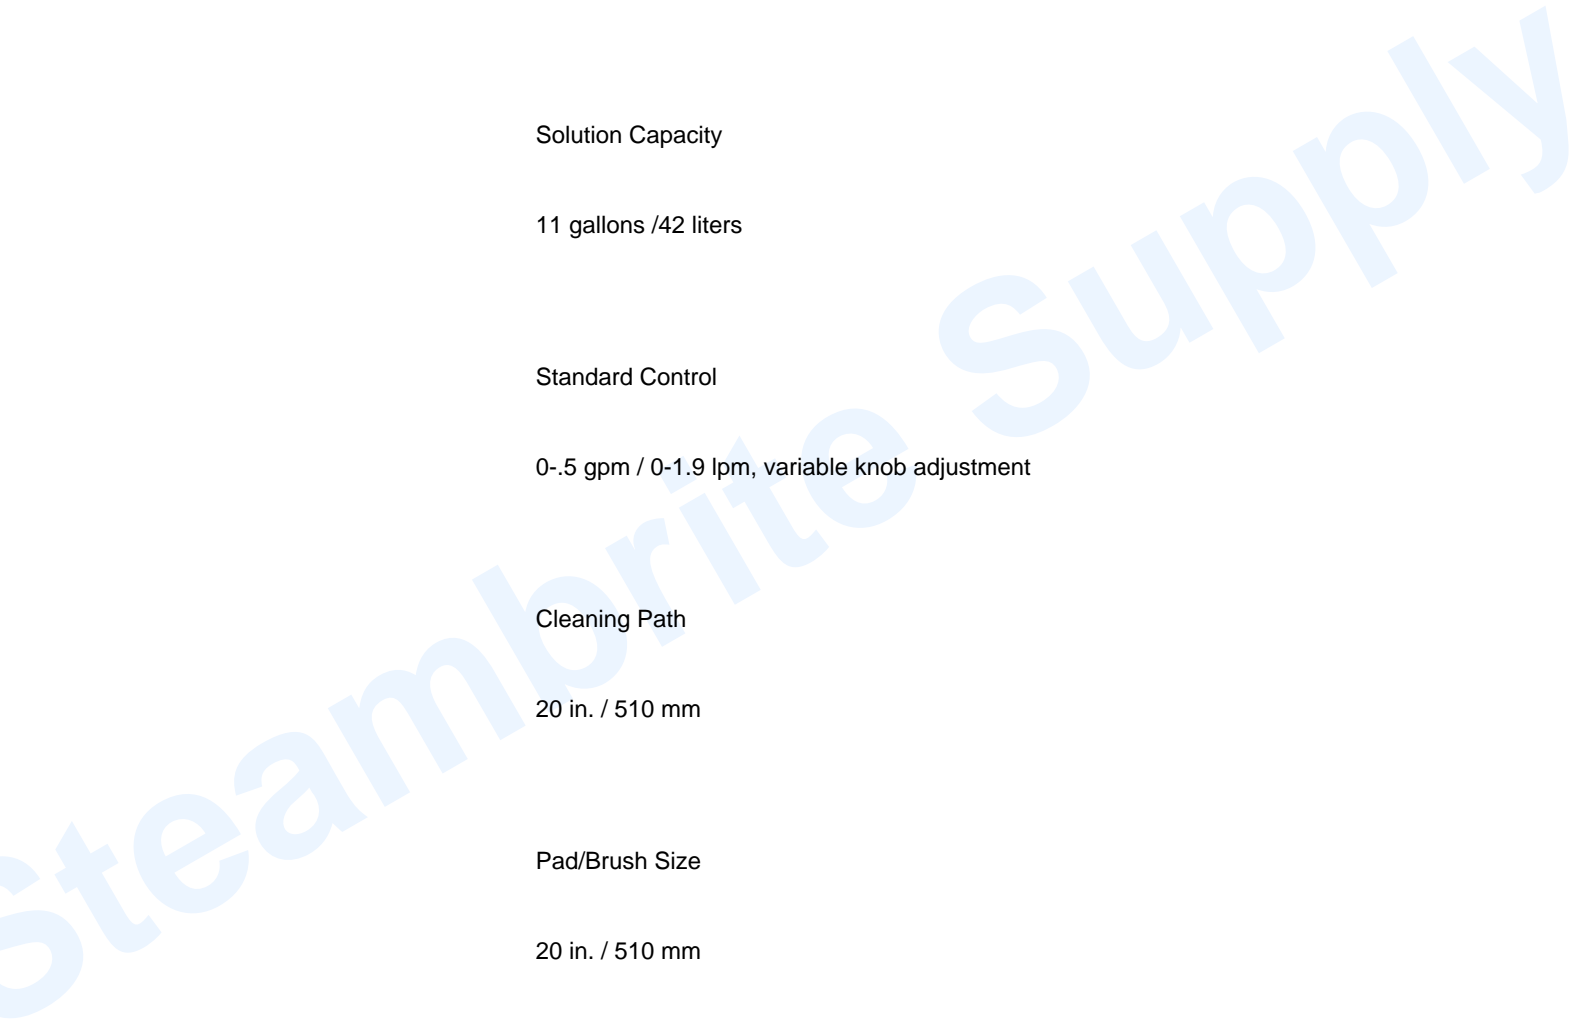 Solution Capacity
11 gallons /42 liters
Standard Control
0-.5 gpm / 0-1.9 lpm, variable knob adjustment
Cleaning Path
20 in. / 510 mm
Pad/Brush Size
20 in. / 510 mm
Steambrite Supply